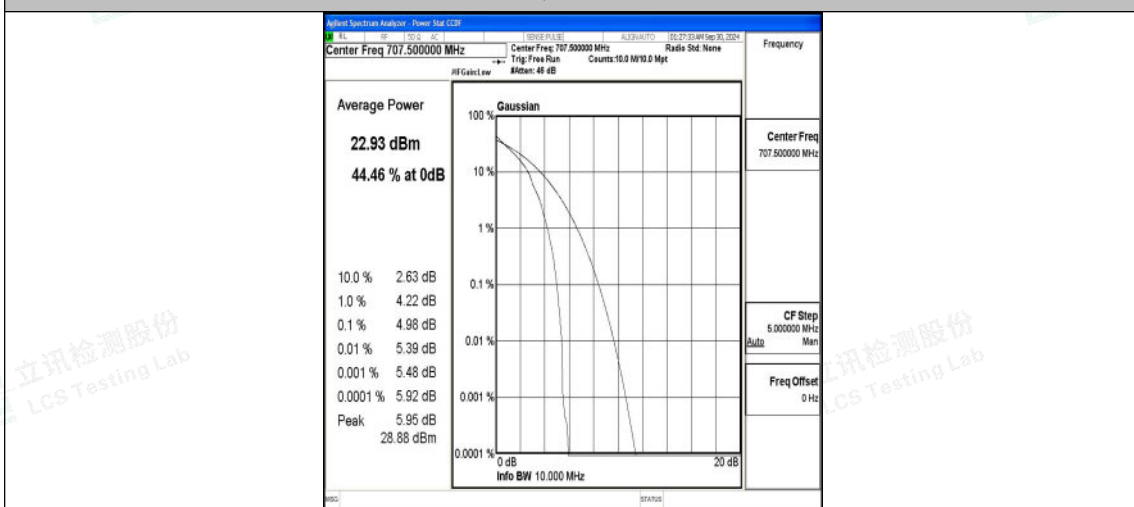 Agilent Spectrum Analyzer - Power Stat CCDF
RL RF 50 Ω AC SENSE:PULSE ALIGNAUTO 01:27:33 AM Sep 30, 2024
Center Freq 707.500000 MHz
Center Freq: 707.500000 MHz Radio Std: None
Trig: Free Run Counts:10.0 M/10.0 Mpt
#IFGain:Low #Atten: 46 dB
Frequency
Average Power
22.93 dBm
44.46 % at 0dB
10.0 % 2.63 dB
1.0 % 4.22 dB
0.1 % 4.98 dB
0.01 % 5.39 dB
0.001 % 5.48 dB
0.0001 % 5.92 dB
Peak 5.95 dB
28.88 dBm
Gaussian
100 %
10 %
1 %
0.1 %
0.01 %
0.001 %
0.0001 %
0 dB 20 dB
Info BW 10.000 MHz
Center Freq
707.500000 MHz
CF Step
5.000000 MHz
Auto Man
Freq Offset
0 Hz
MSG STATUS
立讯检测股份
LCS Testing Lab
立讯检测股份
LCS Testing Lab